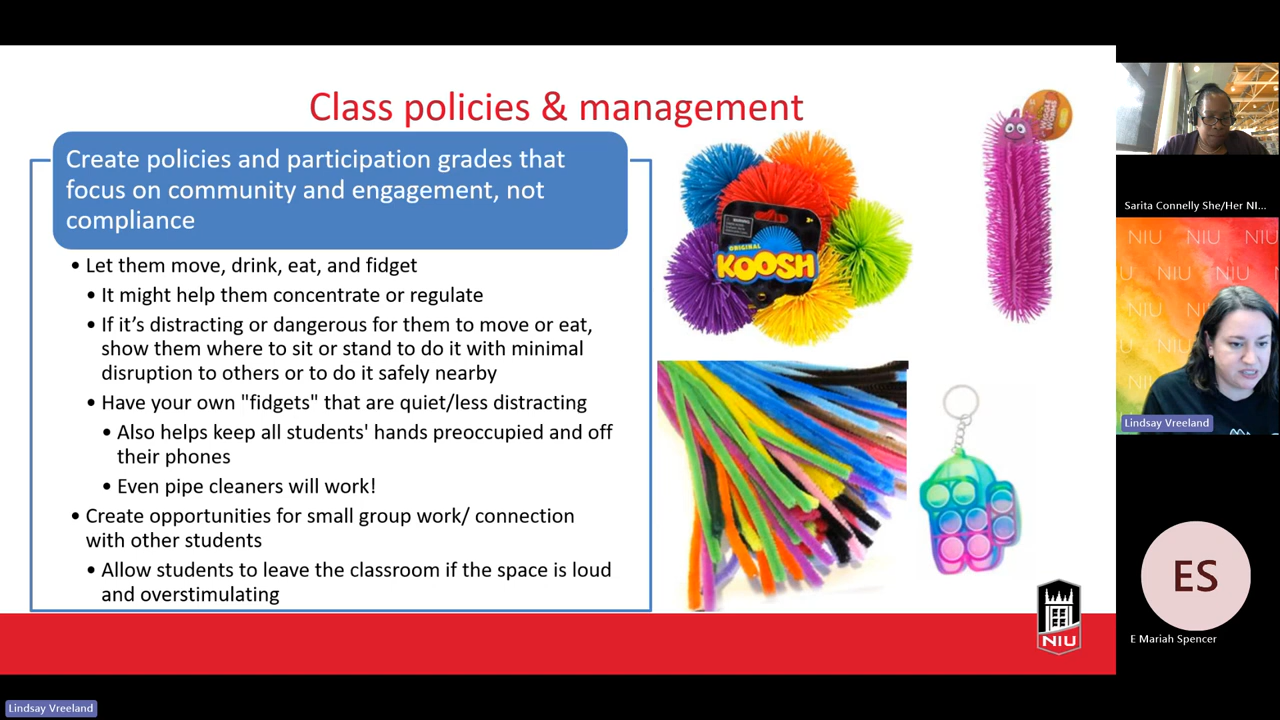 Class policies & management
Create policies and participation grades that
focus on community and engagement, not
compliance
• Let them move, drink, eat, and fidget
• It might help them concentrate or regulate
• If it’s distracting or dangerous for them to move or eat,
show them where to sit or stand to do it with minimal
disruption to others or to do it safely nearby
• Have your own "fidgets" that are quiet/less distracting
• Also helps keep all students' hands preoccupied and off
their phones
• Even pipe cleaners will work!
• Create opportunities for small group work/ connection
with other students
• Allow students to leave the classroom if the space is loud
and overstimulating
ORIGINAL
KOOSH
NIU
Sarita Connelly She/Her NI...
NIU NIU NIU
Lindsay Vreeland
ES
E Mariah Spencer
Lindsay Vreeland